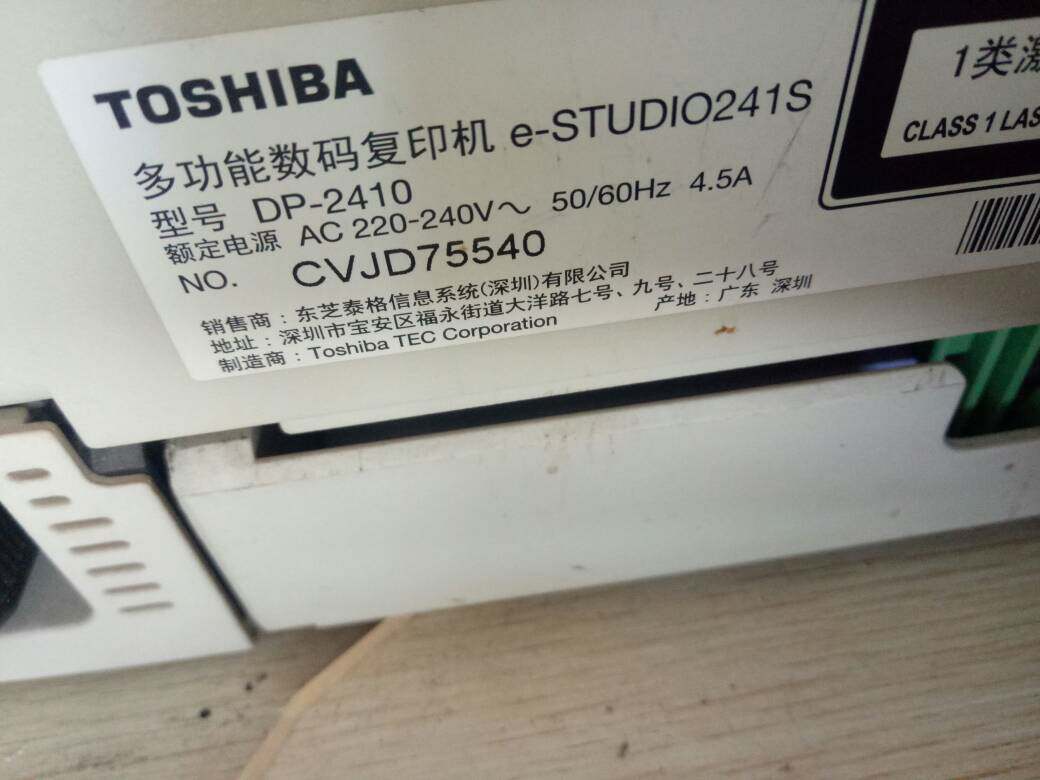 TOSHIBA
多功能数码复印机 e-STUDIO241S
型号 DP-2410
额定电源 AC 220-240V～ 50/60Hz 4.5A
NO. CVJD75540
销售商：东芝泰格信息系统(深圳)有限公司
地址：深圳市宝安区福永街道大洋路七号、九号、二十八号
制造商：Toshiba TEC Corporation 产地：广东 深圳
1类
CLASS 1